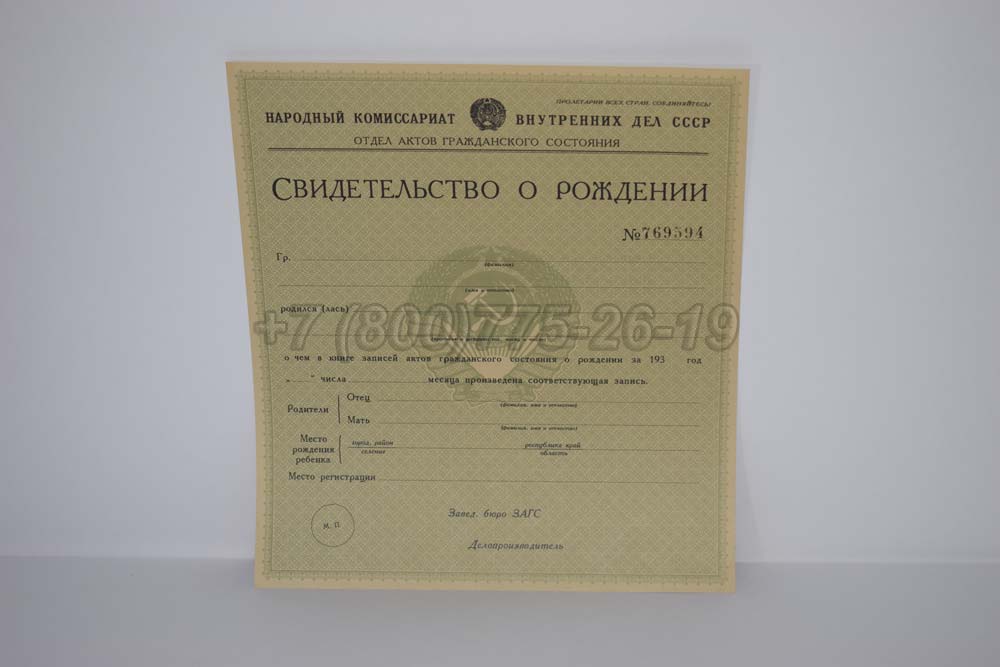 ПРОЛЕТАРИИ ВСЕХ СТРАН, СОЕДИНЯЙТЕСЬ!
НАРОДНЫЙ КОМИССАРИАТ ВНУТРЕННИХ ДЕЛ СССР
ОТДЕЛ АКТОВ ГРАЖДАНСКОГО СОСТОЯНИЯ
СВИДЕТЕЛЬСТВО О РОЖДЕНИИ
№769594
Гр.
(фамилия)
(имя и отчество)
родился (лась)
+7 (800)775-26-19
о чем в книге записей актов гражданского состояния о рождении за 193 год
„ “ числа месяца произведена соответствующая запись.
Родители
Отец
(фамилия, имя и отчество)
Мать
(фамилия, имя и отчество)
Место рождения ребенка
город, район
селение
республика край
область
Место регистрации
М. П
Завед. бюро ЗАГС
Делопроизводитель